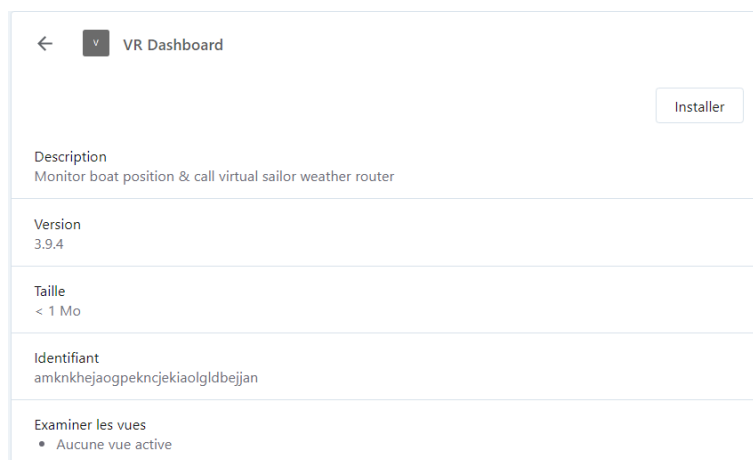 V VR Dashboard
Installer
Description
Monitor boat position & call virtual sailor weather router
Version
3.9.4
Taille
< 1 Mo
Identifiant
amknkhejaogpekncjekiaolgldbejjan
Examiner les vues
• Aucune vue active